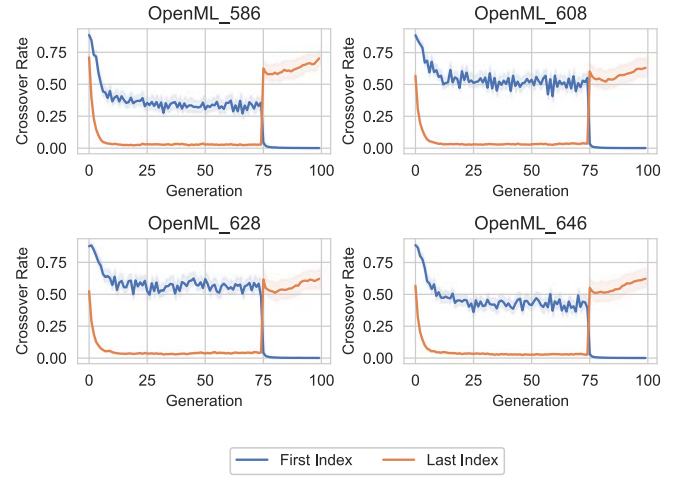 OpenML_586
OpenML_608
Crossover Rate
0.75
0.50
0.25
0.00
0 25 50 75 100
Generation
Crossover Rate
0.75
0.50
0.25
0.00
0 25 50 75 100
Generation
OpenML_628
OpenML_646
Crossover Rate
0.75
0.50
0.25
0.00
0 25 50 75 100
Generation
Crossover Rate
0.75
0.50
0.25
0.00
0 25 50 75 100
Generation
First Index Last Index